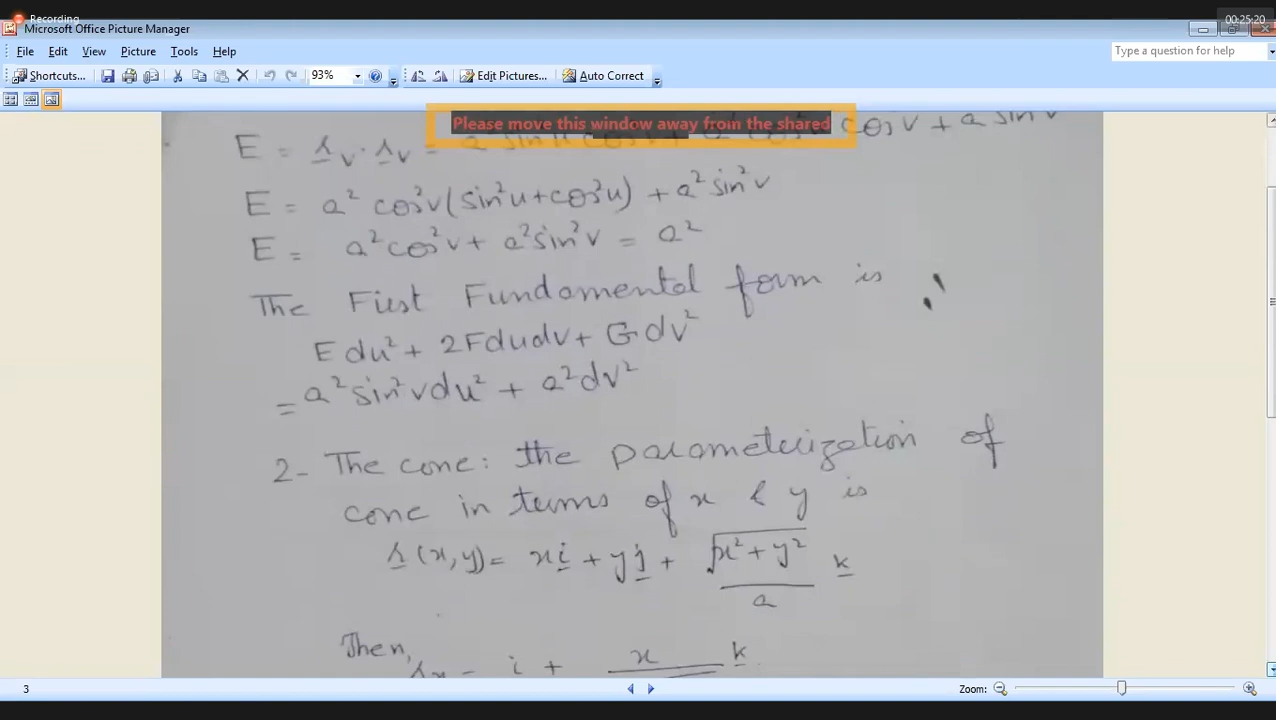 Recording
00:25:20
Microsoft Office Picture Manager
File Edit View Picture Tools Help
Type a question for help
Shortcuts... 93% Edit Pictures... Auto Correct
Please move this window away from the shared
E = r_v · r_v = cos v + a² sin² v
E = a² cos²v (sin²u + cos²u) + a² sin²v
E = a² cos²v + a² sin²v = a²
The First Fundamental form is
E du² + 2F du dv + G dv²
= a² sin²v du² + a² dv²
2- The cone: the parameterization of
cone in terms of x & y is
r(x,y) = x i + y j + √(x² + y²) / a k
Then,
r_x = i + x k
3
Zoom: